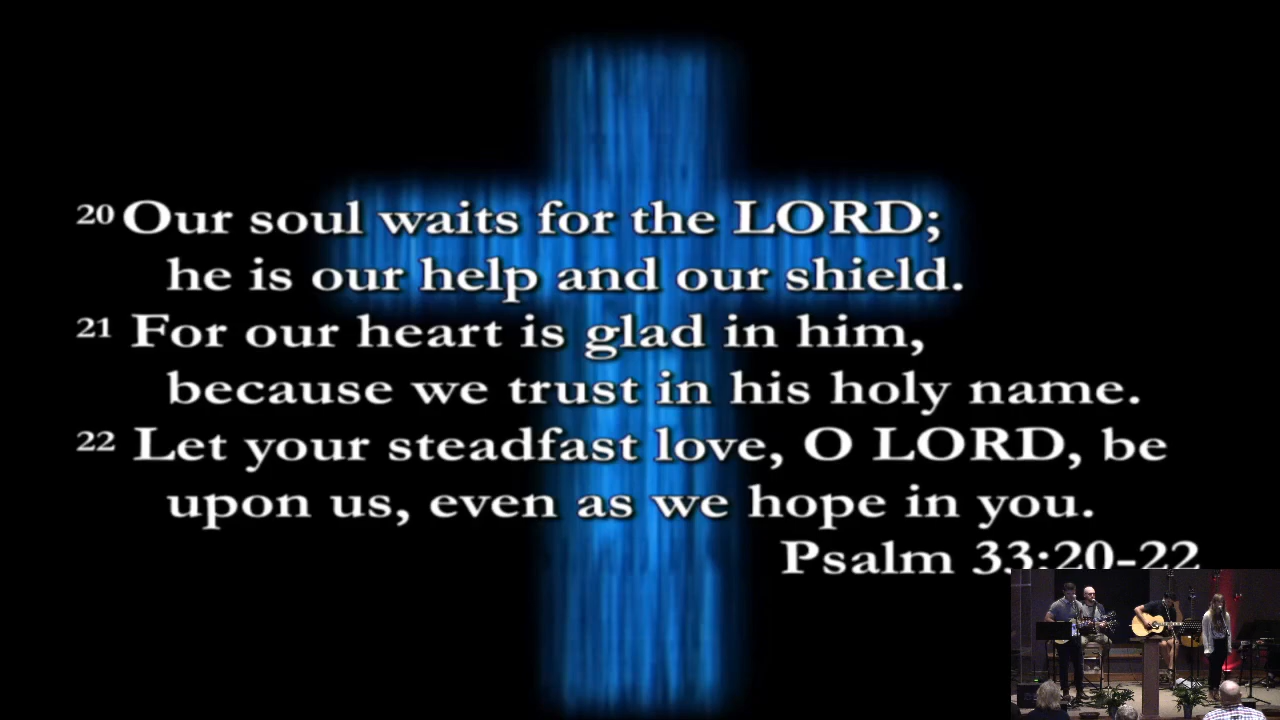 20 Our soul waits for the LORD;
he is our help and our shield.
21 For our heart is glad in him,
because we trust in his holy name.
22 Let your steadfast love, O LORD, be
upon us, even as we hope in you.
Psalm 33:20-22